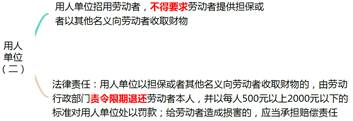 用人单位招用劳动者，不得要求劳动者提供担保或
者以其他名义向劳动者收取财物
用人
单位
（二）
法律责任：用人单位以担保或者其他名义向劳动者收取财物的，由劳动
行政部门责令限期退还劳动者本人，并以每人500元以上2000元以下的
标准对用人单位处以罚款；给劳动者造成损害的，应当承担赔偿责任